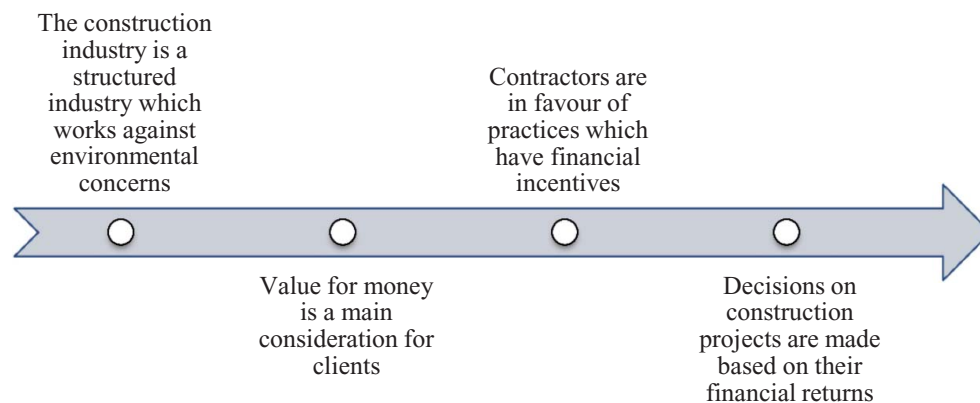 The construction
industry is a
structured
industry which
works against
environmental
concerns
Value for money
is a main
consideration for
clients
Contractors are
in favour of
practices which
have financial
incentives
Decisions on
construction
projects are made
based on their
financial returns